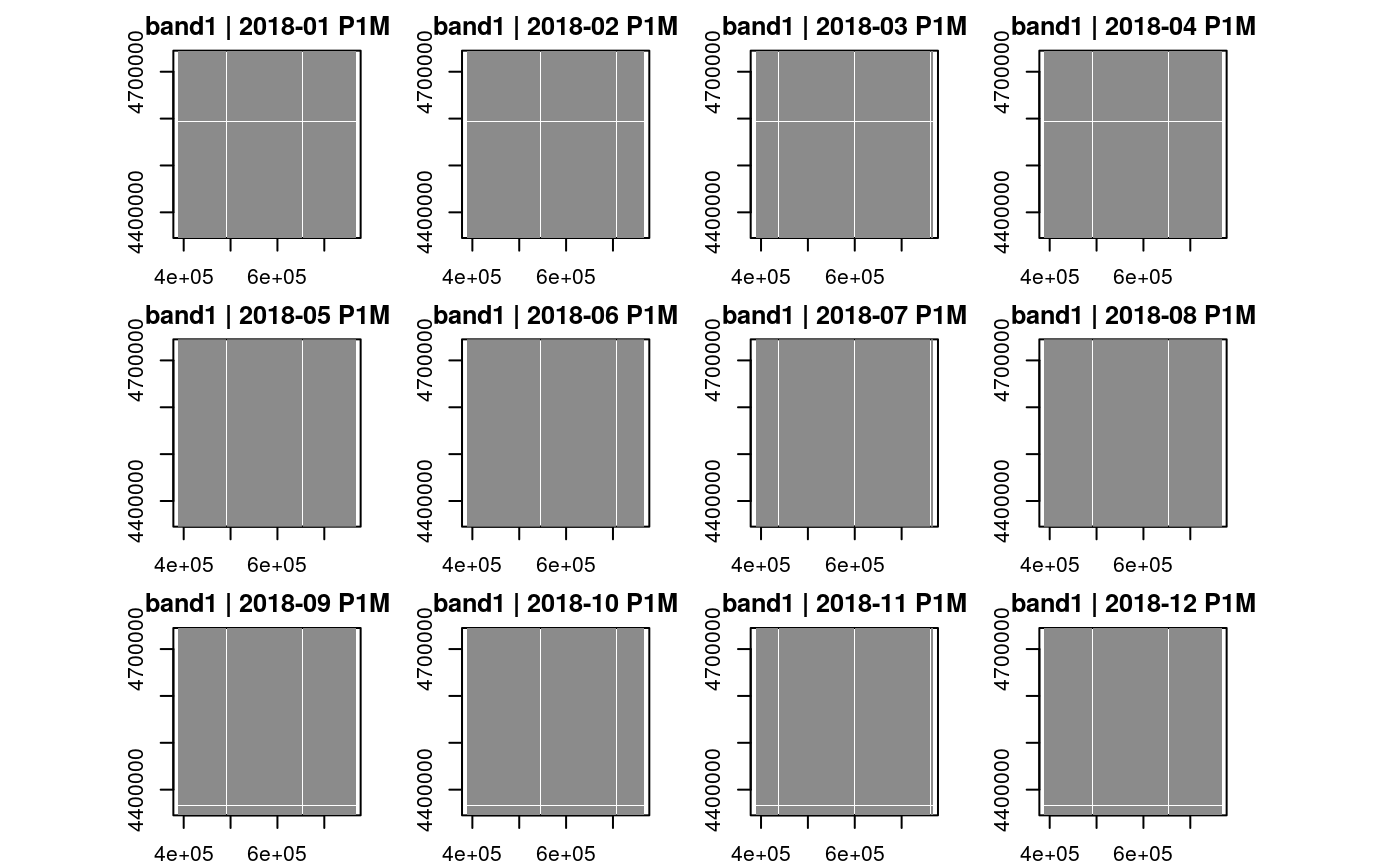 band1 | 2018-01 P1M
4700000
4400000
4e+05 6e+05
band1 | 2018-02 P1M
4700000
4400000
4e+05 6e+05
band1 | 2018-03 P1M
4700000
4400000
4e+05 6e+05
band1 | 2018-04 P1M
4700000
4400000
4e+05 6e+05
band1 | 2018-05 P1M
4700000
4400000
4e+05 6e+05
band1 | 2018-06 P1M
4700000
4400000
4e+05 6e+05
band1 | 2018-07 P1M
4700000
4400000
4e+05 6e+05
band1 | 2018-08 P1M
4700000
4400000
4e+05 6e+05
band1 | 2018-09 P1M
4700000
4400000
4e+05 6e+05
band1 | 2018-10 P1M
4700000
4400000
4e+05 6e+05
band1 | 2018-11 P1M
4700000
4400000
4e+05 6e+05
band1 | 2018-12 P1M
4700000
4400000
4e+05 6e+05